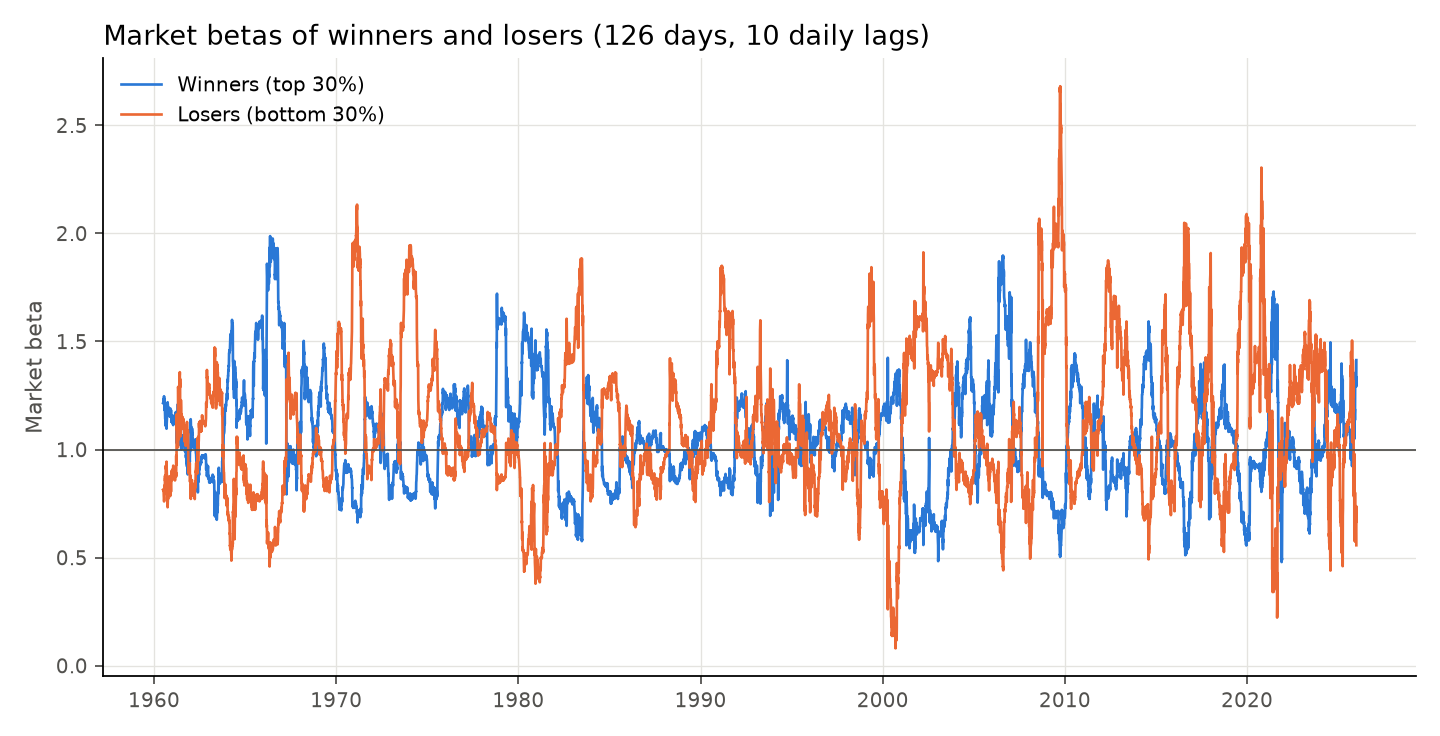 Market betas of winners and losers (126 days, 10 daily lags)
Winners (top 30%)
Losers (bottom 30%)
Market beta
2.5
2.0
1.5
1.0
0.5
0.0
1960 1970 1980 1990 2000 2010 2020